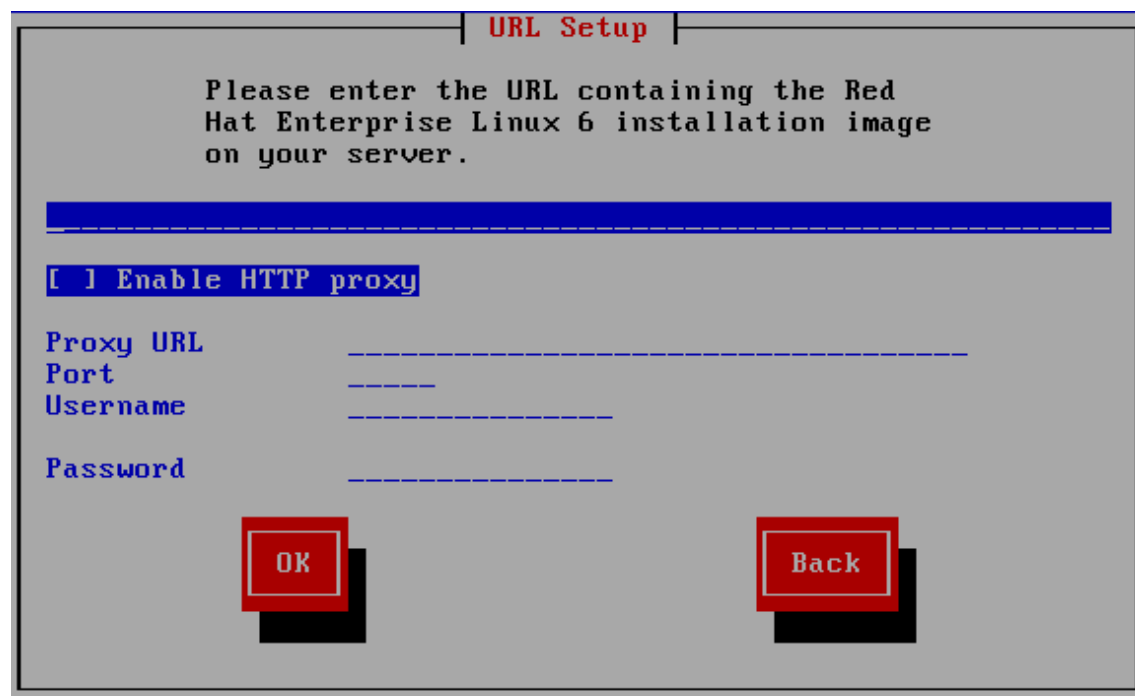 URL Setup
Please enter the URL containing the Red
Hat Enterprise Linux 6 installation image
on your server.
[ ] Enable HTTP proxy
Proxy URL
Port
Username
Password
OK Back